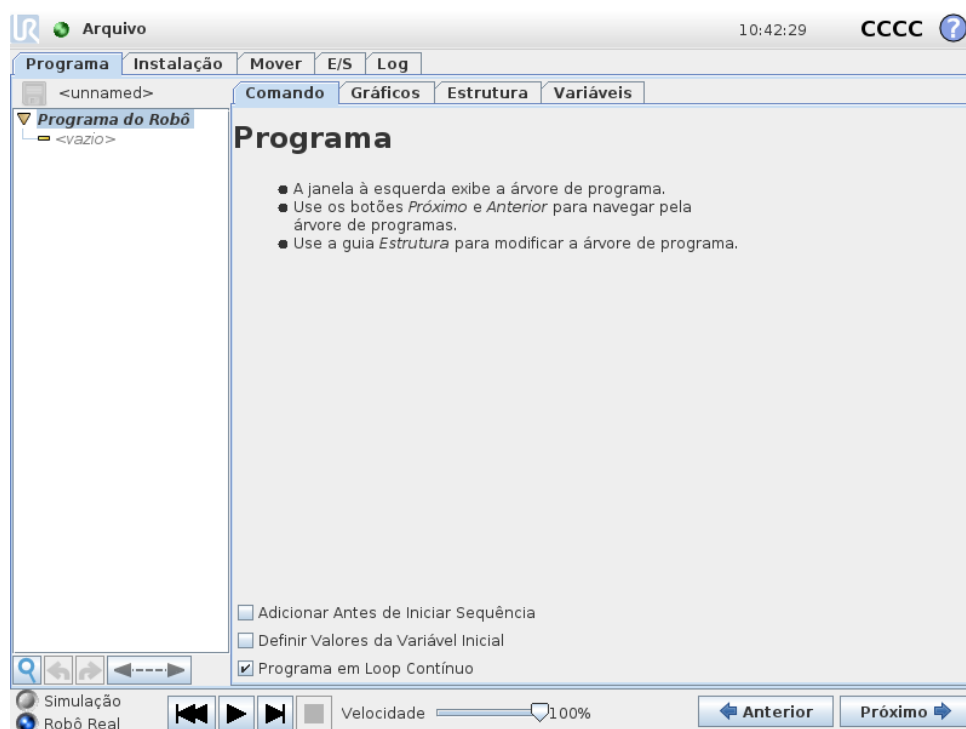 UR Arquivo 10:42:29 CCCC ?
Programa Instalação Mover E/S Log
<unnamed> Comando Gráficos Estrutura Variáveis
Programa do Robô
<vazio>
Programa
A janela à esquerda exibe a árvore de programa.
Use os botões Próximo e Anterior para navegar pela
árvore de programas.
Use a guia Estrutura para modificar a árvore de programa.
Adicionar Antes de Iniciar Sequência
Definir Valores da Variável Inicial
Programa em Loop Contínuo
Simulação
Robô Real
Velocidade 100% Anterior Próximo